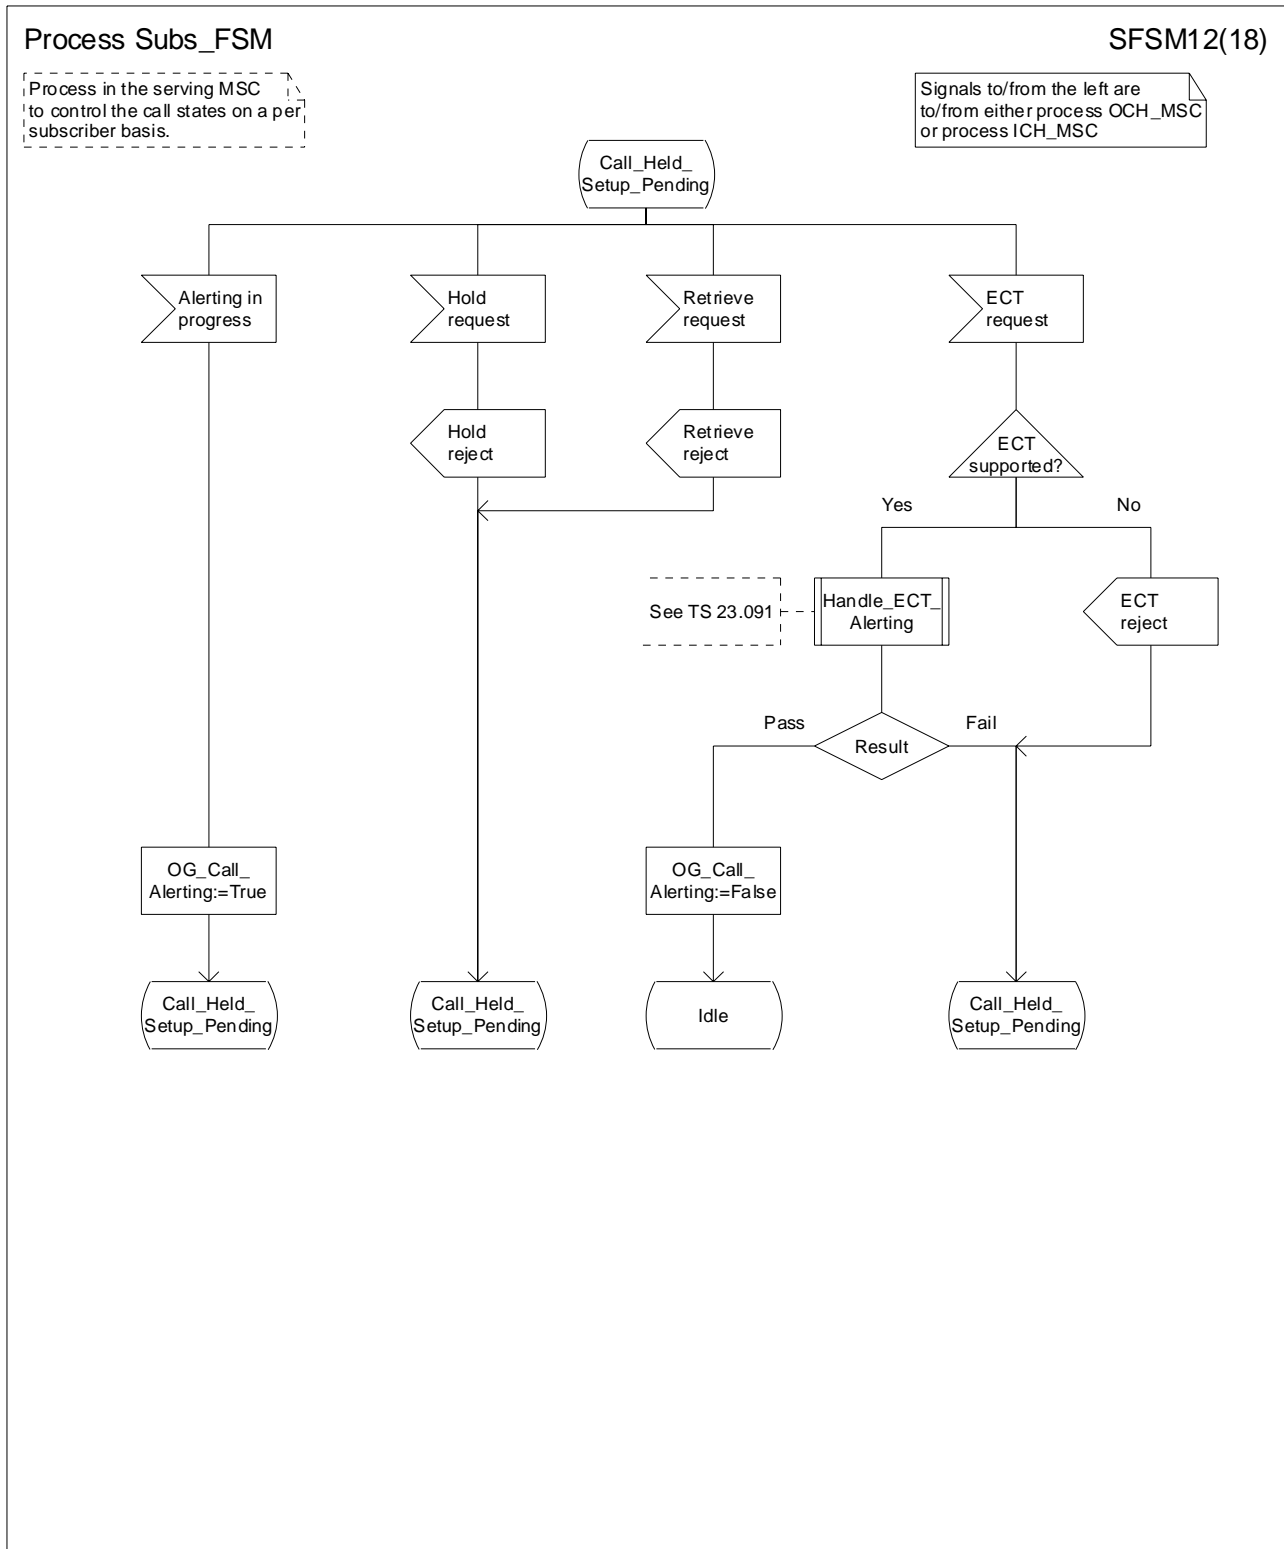 Process Subs_FSM
SFSM12(18)
Process in the serving MSC
to control the call states on a per
subscriber basis.
Signals to/from the left are
to/from either process OCH_MSC
or process ICH_MSC
Call_Held_
Setup_Pending
Alerting in
progress
Hold
request
Retrieve
request
ECT
request
Hold
reject
Retrieve
reject
ECT
supported?
Yes
No
See TS 23.091
Handle_ECT_
Alerting
ECT
reject
Pass
Fail
Result
OG_Call_
Alerting:=True
OG_Call_
Alerting:=False
Call_Held_
Setup_Pending
Call_Held_
Setup_Pending
Idle
Call_Held_
Setup_Pending